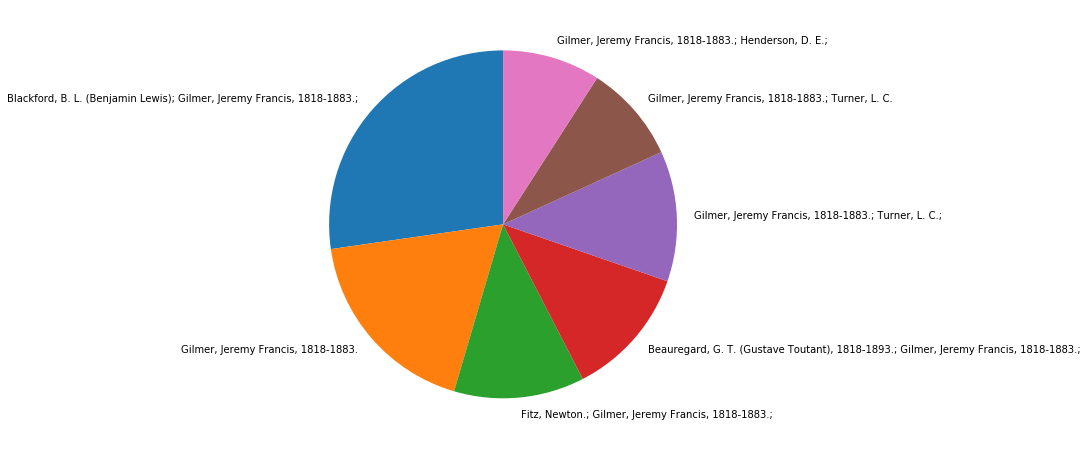 Gilmer, Jeremy Francis, 1818-1883.; Henderson, D. E.;
Blackford, B. L. (Benjamin Lewis); Gilmer, Jeremy Francis, 1818-1883.;
Gilmer, Jeremy Francis, 1818-1883.; Turner, L. C.
Gilmer, Jeremy Francis, 1818-1883.; Turner, L. C.;
Gilmer, Jeremy Francis, 1818-1883.
Beauregard, G. T. (Gustave Toutant), 1818-1893.; Gilmer, Jeremy Francis, 1818-1883.;
Fitz, Newton.; Gilmer, Jeremy Francis, 1818-1883.;